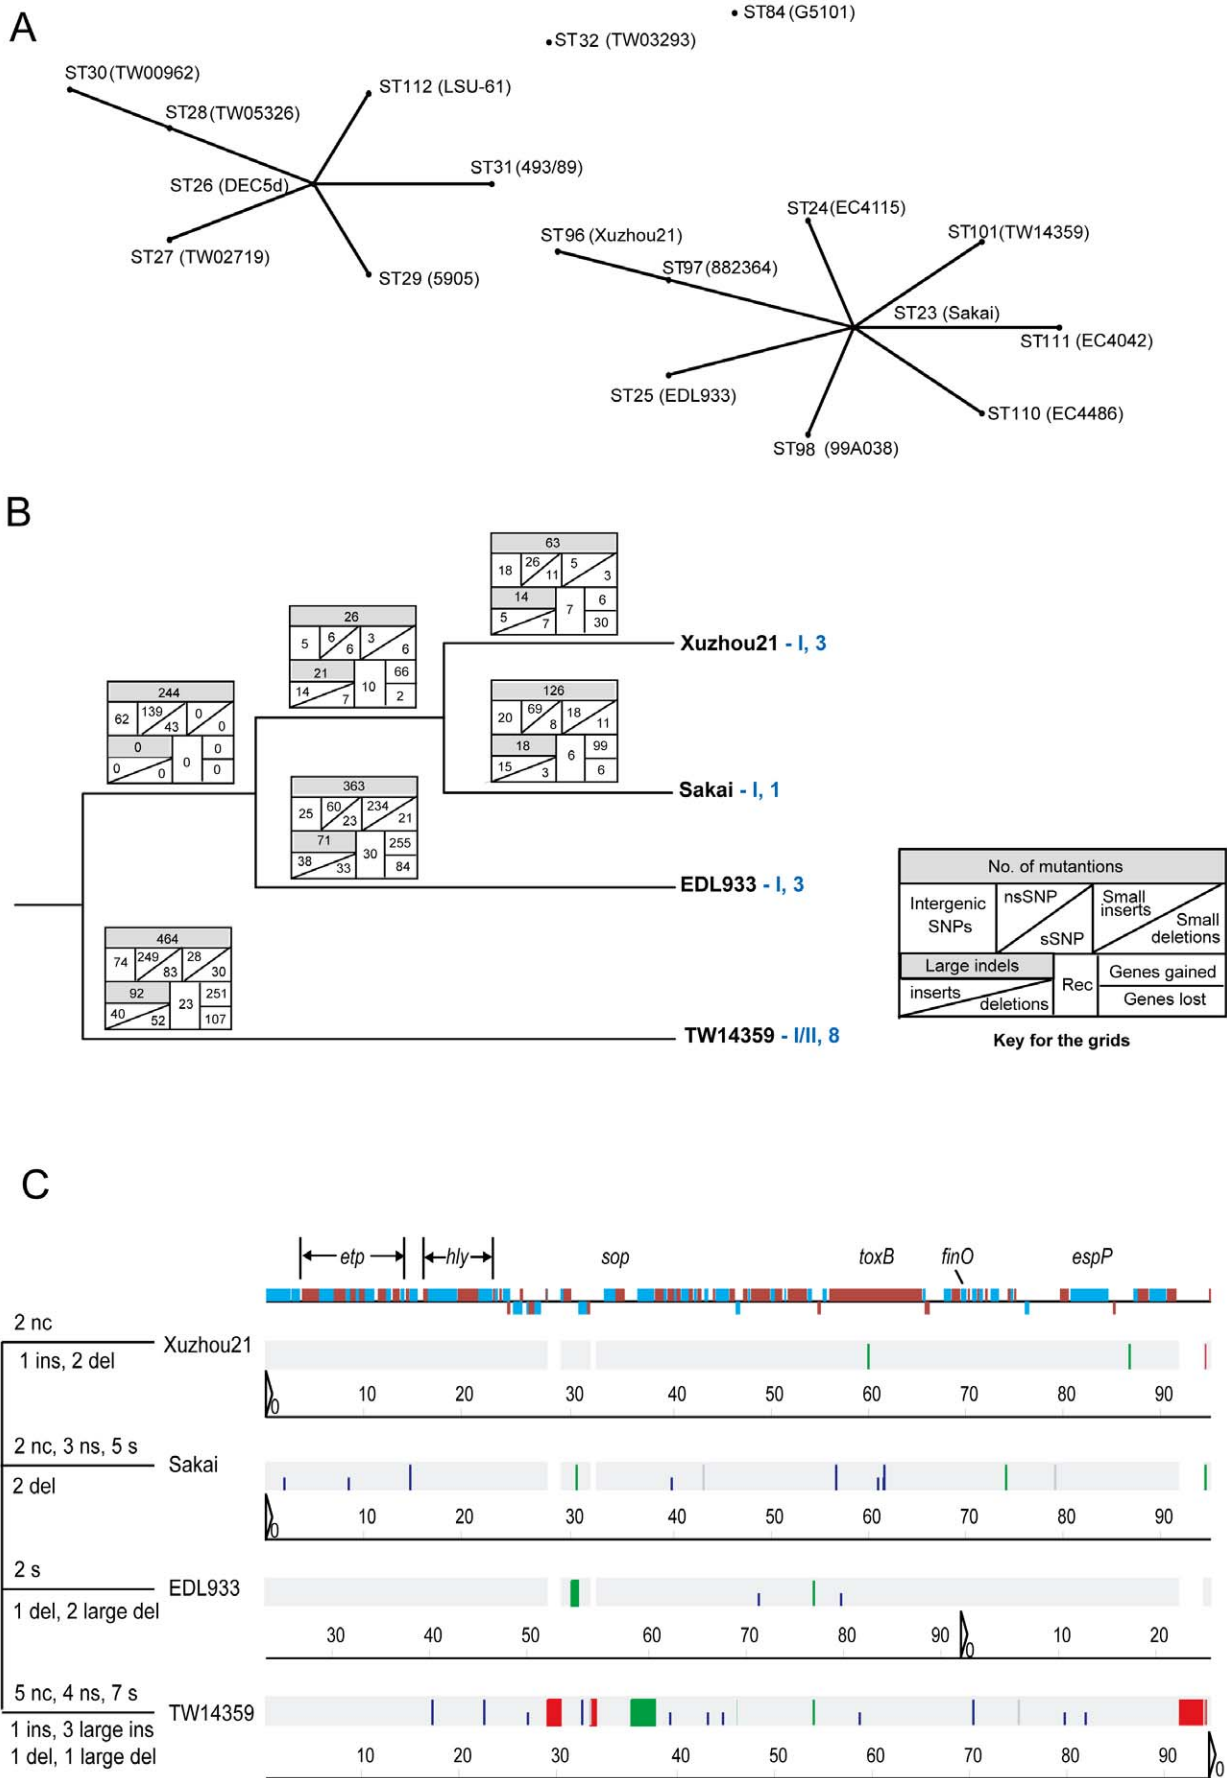 A
ST84 (G5101)
ST32 (TW03293)
ST30 (TW00962)
ST28 (TW05326)
ST112 (LSU-61)
ST31 (493/89)
ST26 (DEC5d)
ST27 (TW02719)
ST29 (5905)
ST24 (EC4115)
ST96 (Xuzhou21)
ST101 (TW14359)
ST97 (882364)
ST23 (Sakai)
ST111 (EC4042)
ST25 (EDL933)
ST110 (EC4486)
ST98 (99A038)
B
63
18 26 11 5 3
14
5 7 7 6 30
Xuzhou21 - I, 3
26
5 6 6 3 6
21
14 7 10 66 2
244
62 139 43 0 0
0
0 0 0 0 0
126
20 69 8 18 11
18
15 3 6 99 6
Sakai - I, 1
363
25 60 23 234 21
71
38 33 30 255 84
EDL933 - I, 3
464
74 249 83 28 30
92
40 52 23 251 107
TW14359 - I/II, 8
No. of mutantions
Intergenic SNPs
nsSNP
sSNP
Small inserts
Small deletions
Large indels
inserts
deletions
Rec
Genes gained
Genes lost
Key for the grids
C
etp hly sop toxB finO espP
2 nc
1 ins, 2 del
Xuzhou21
0 10 20 30 40 50 60 70 80 90
2 nc, 3 ns, 5 s
2 del
Sakai
0 10 20 30 40 50 60 70 80 90
2 s
1 del, 2 large del
EDL933
30 40 50 60 70 80 90 0 10 20
5 nc, 4 ns, 7 s
1 ins, 3 large ins
1 del, 1 large del
TW14359
10 20 30 40 50 60 70 80 90 0